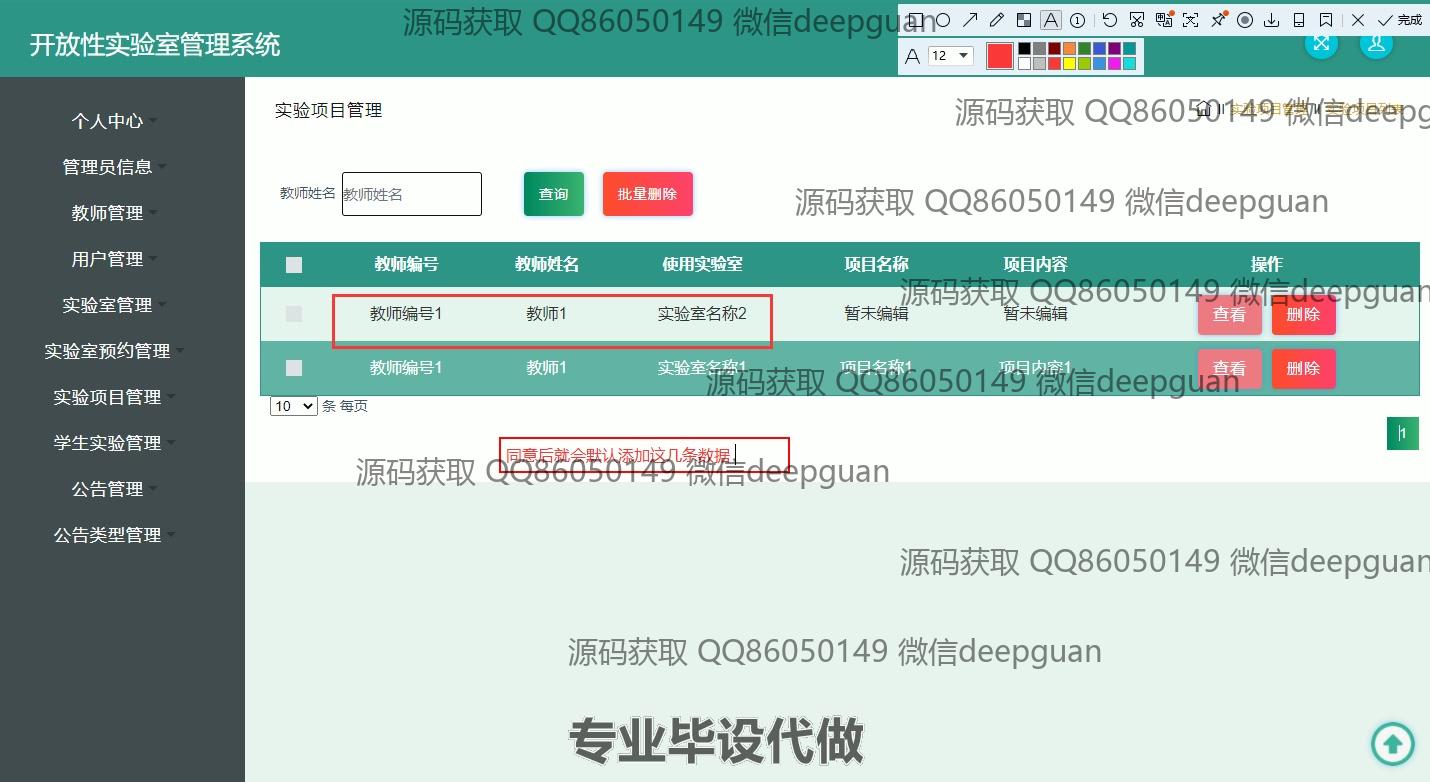 源码获取 QQ86050149 微信deepguan
完成
开放性实验室管理系统
A 12
个人中心
管理员信息
教师管理
用户管理
实验室管理
实验室预约管理
实验项目管理
学生实验管理
公告管理
公告类型管理
实验项目管理
实验项目管理 实验项目列表
源码获取 QQ86050149 微信deepg
教师姓名 教师姓名 查询 批量删除
源码获取 QQ86050149 微信deepguan
教师编号 教师姓名 使用实验室 项目名称 项目内容 操作
源码获取 QQ86050149 微信deepguan
教师编号1 教师1 实验室名称2 暂未编辑 暂未编辑 查看 删除
教师编号1 教师1 实验室名称1 项目名称1 项目内容1 查看 删除
源码获取 QQ86050149 微信deepguan
10 条 每页
1
同意后就会默认添加这几条数据
源码获取 QQ86050149 微信deepguan
源码获取 QQ86050149 微信deepguan
源码获取 QQ86050149 微信deepguan
专业毕设代做